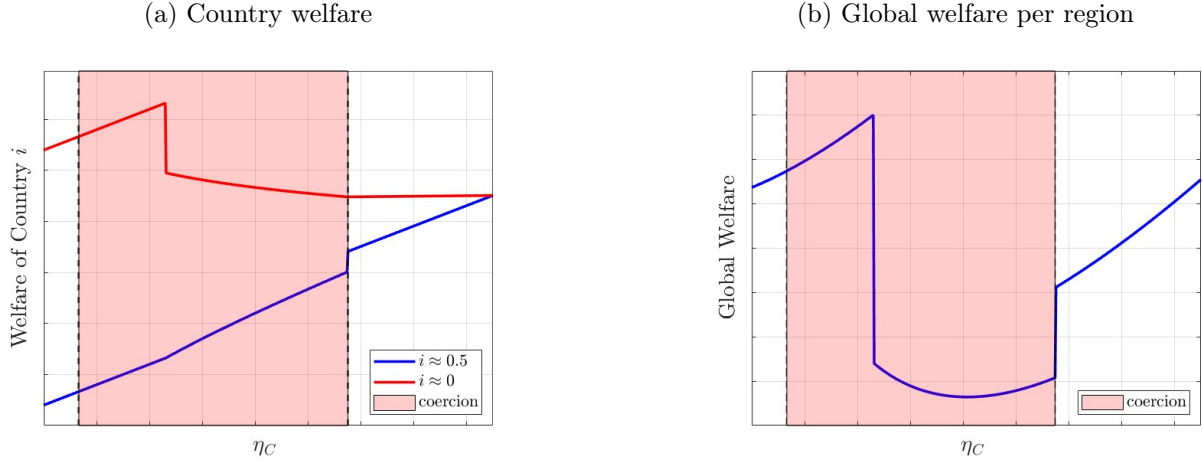 (a) Country welfare
Welfare of Country i
i ≈ 0.5
i ≈ 0
coercion
η_C
(b) Global welfare per region
Global Welfare
coercion
η_C